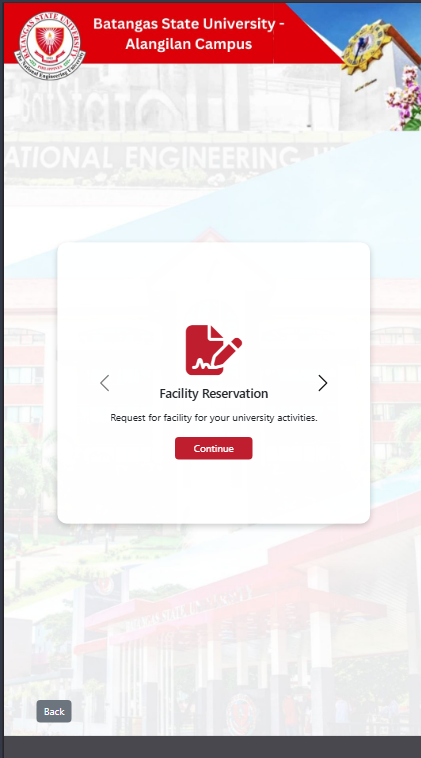 Batangas State University -
Alangilan Campus
BATANGAS STATE UNIVERSITY
The National Engineering University
ATIONAL ENGINEERING U
Facility Reservation
Request for facility for your university activities.
Continue
Back